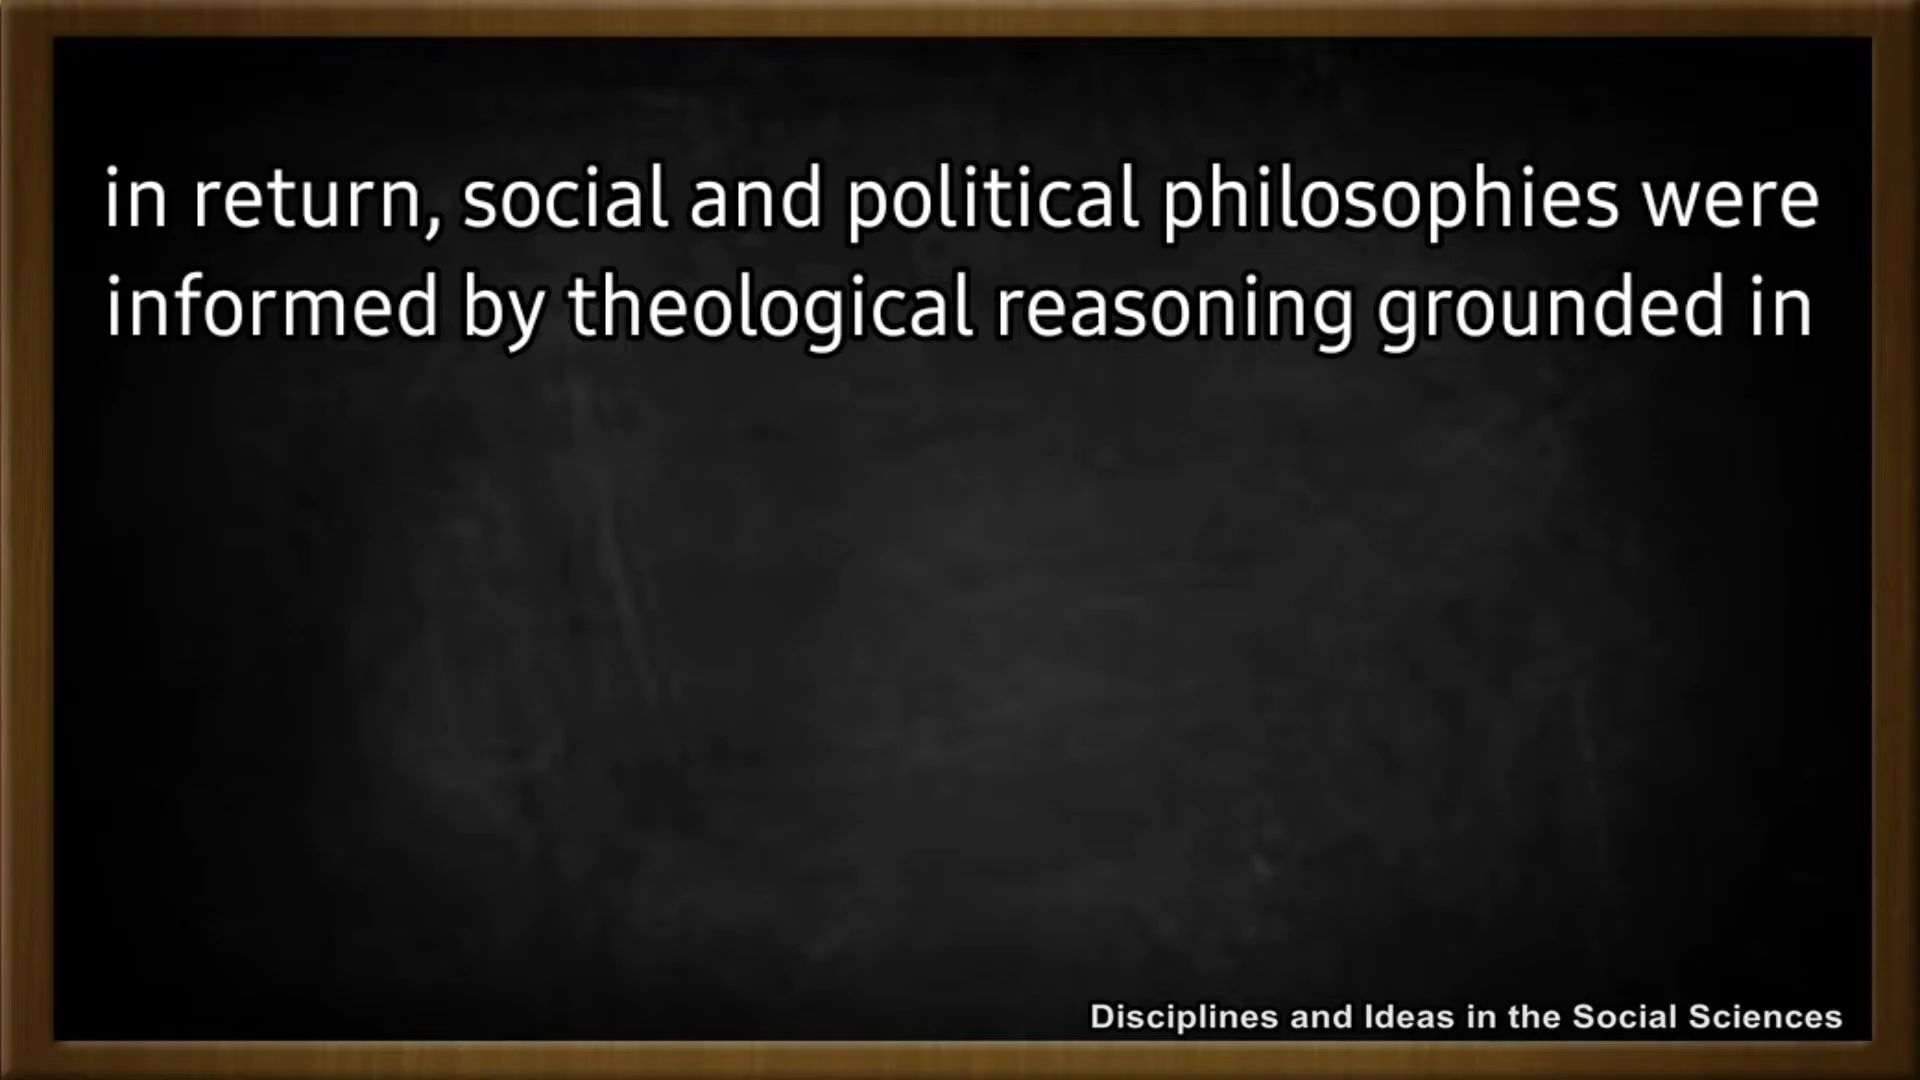 in return, social and political philosophies were
informed by theological reasoning grounded in
Disciplines and Ideas in the Social Sciences